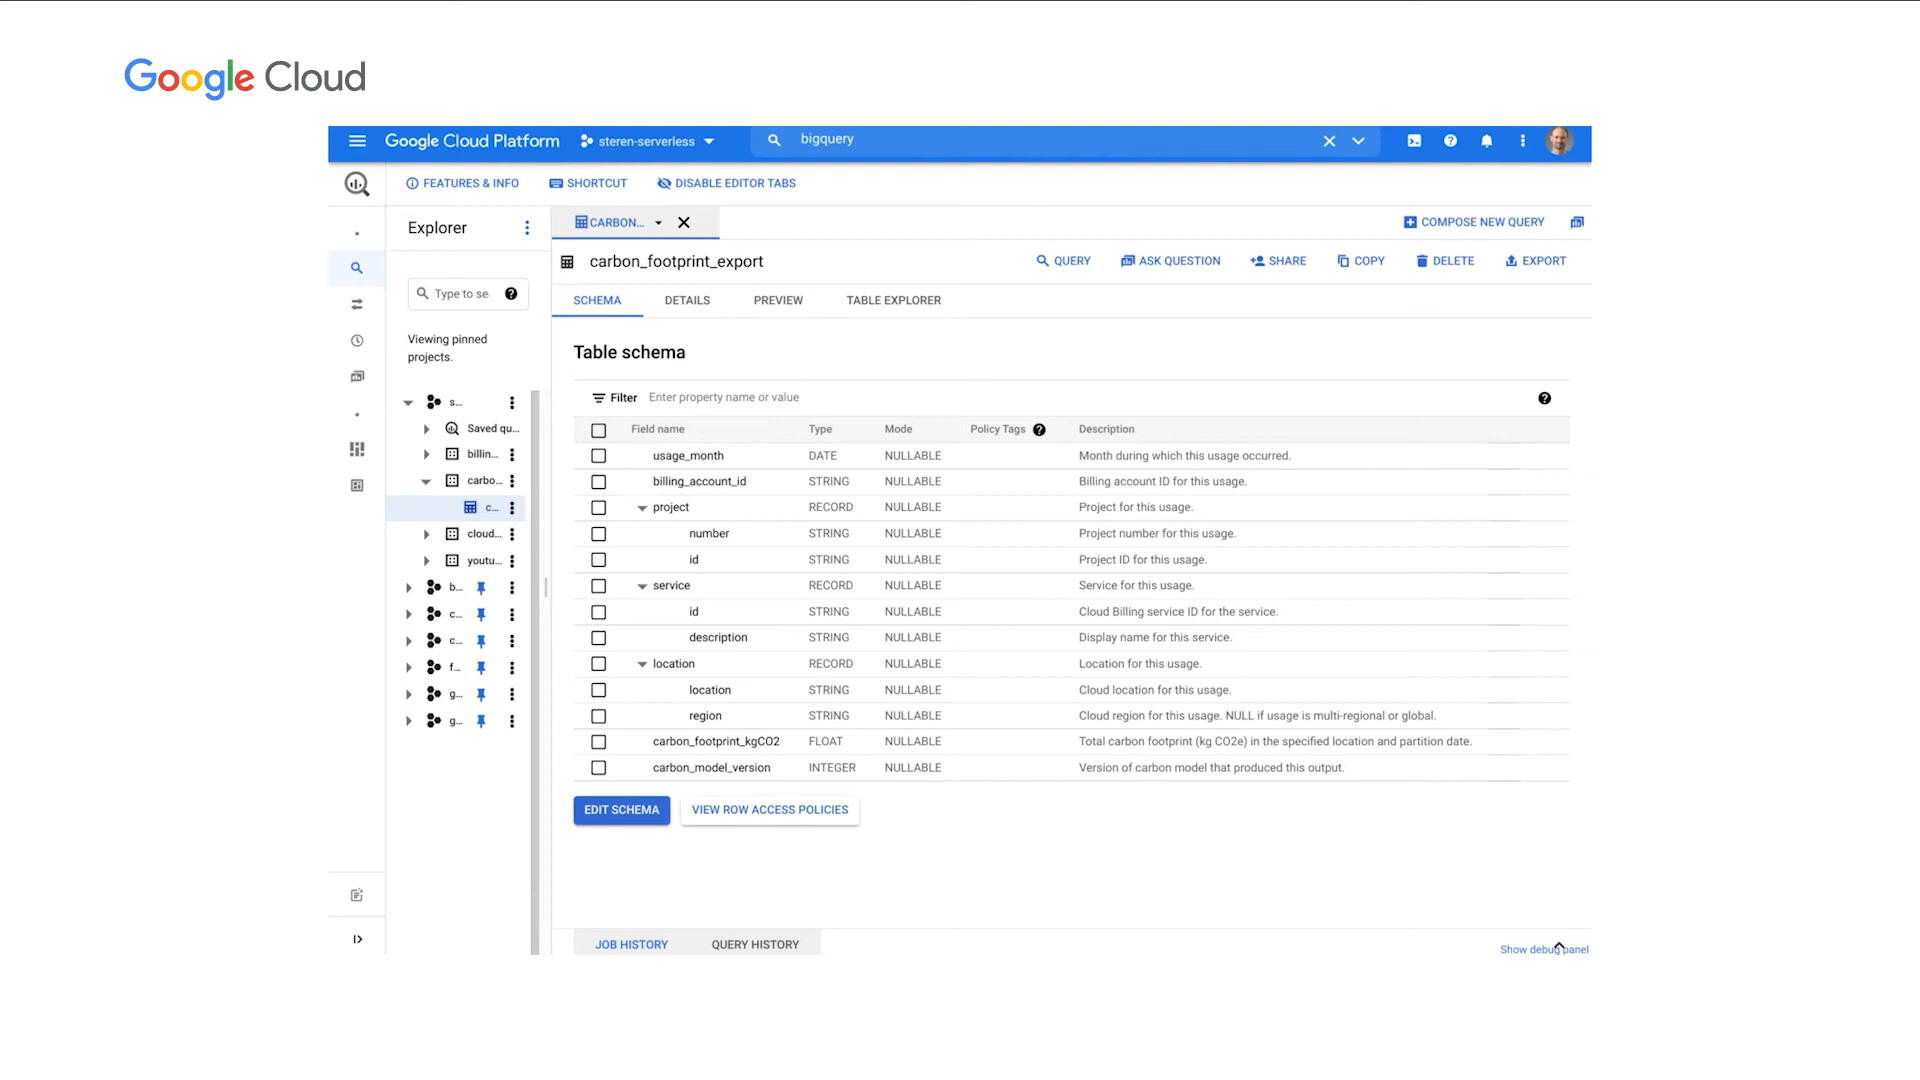 Google Cloud
Google Cloud Platform steren-serverless bigquery
FEATURES & INFO SHORTCUT DISABLE EDITOR TABS
Explorer
CARBON...
COMPOSE NEW QUERY
carbon_footprint_export
QUERY ASK QUESTION SHARE COPY DELETE EXPORT
Type to se
SCHEMA DETAILS PREVIEW TABLE EXPLORER
Viewing pinned
projects.
s...
Saved qu...
billin...
carbo...
c...
cloud...
youtu...
b...
c...
c...
f...
g...
g...
Table schema
Filter Enter property name or value
Field name Type Mode Policy Tags Description
usage_month DATE NULLABLE Month during which this usage occurred.
billing_account_id STRING NULLABLE Billing account ID for this usage.
project RECORD NULLABLE Project for this usage.
number STRING NULLABLE Project number for this usage.
id STRING NULLABLE Project ID for this usage.
service RECORD NULLABLE Service for this usage.
id STRING NULLABLE Cloud Billing service ID for the service.
description STRING NULLABLE Display name for this service.
location RECORD NULLABLE Location for this usage.
location STRING NULLABLE Cloud location for this usage.
region STRING NULLABLE Cloud region for this usage. NULL if usage is multi-regional or global.
carbon_footprint_kgCO2 FLOAT NULLABLE Total carbon footprint (kg CO2e) in the specified location and partition date.
carbon_model_version INTEGER NULLABLE Version of carbon model that produced this output.
EDIT SCHEMA VIEW ROW ACCESS POLICIES
JOB HISTORY QUERY HISTORY
Show debug panel